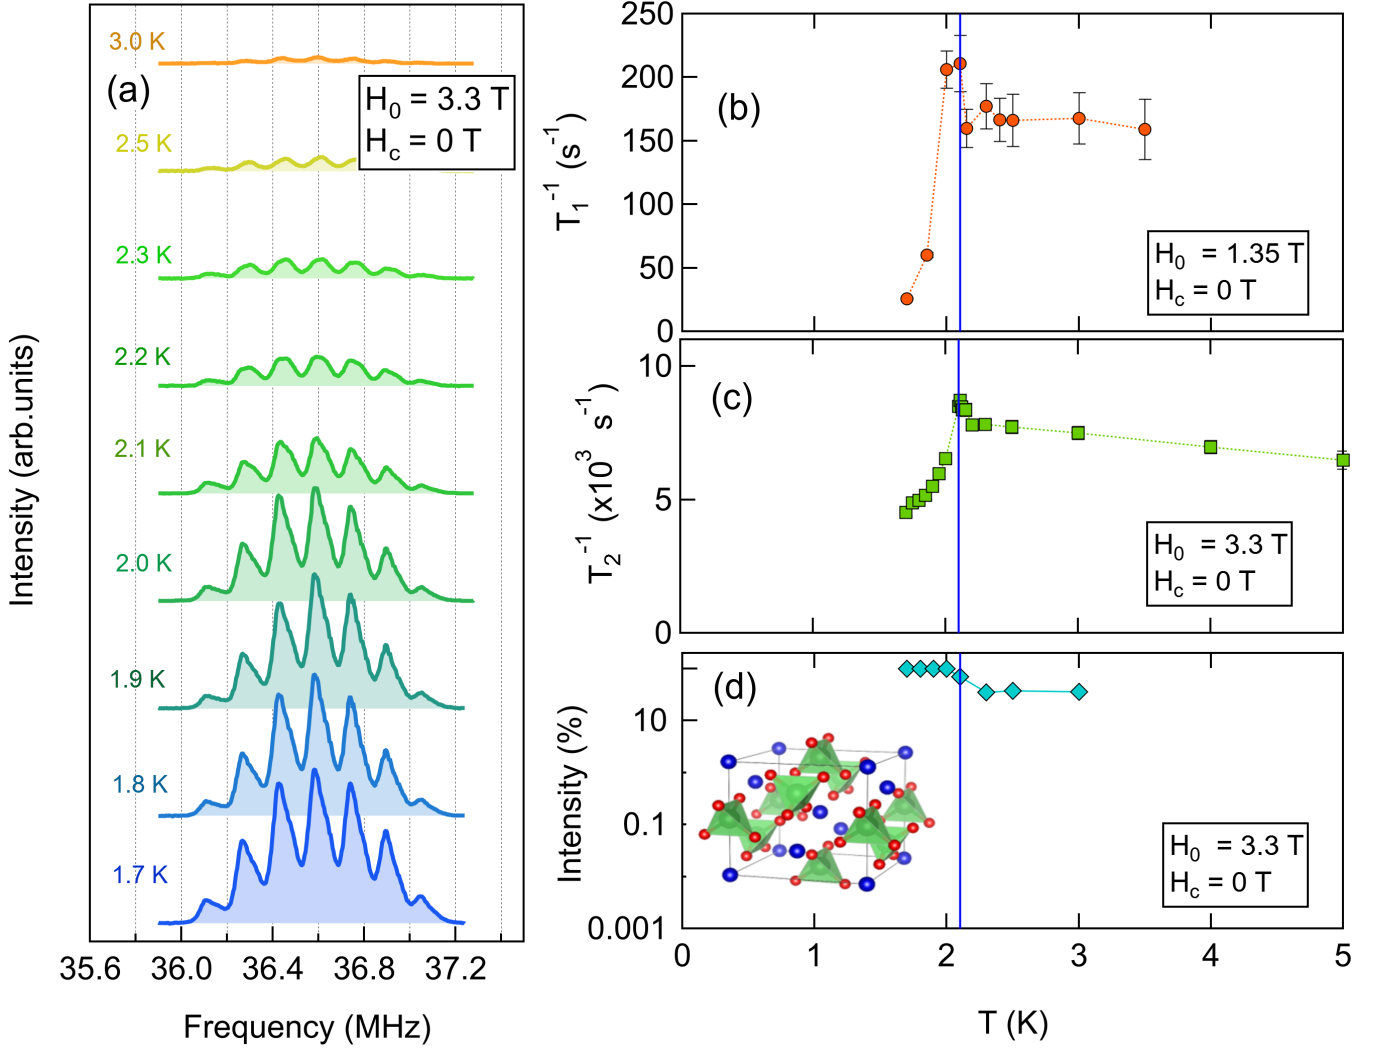 3.0 K
(a)
H0 = 3.3 T
Hc = 0 T
2.5 K
2.3 K
2.2 K
2.1 K
2.0 K
1.9 K
1.8 K
1.7 K
Intensity (arb.units)
35.6 36.0 36.4 36.8 37.2
Frequency (MHz)
250
200
150
100
50
0
T1-1 (s-1)
(b)
H0 = 1.35 T
Hc = 0 T
10
5
0
T2-1 (x103 s-1)
(c)
H0 = 3.3 T
Hc = 0 T
10
0.1
0.001
Intensity (%)
(d)
H0 = 3.3 T
Hc = 0 T
0 1 2 3 4 5
T (K)